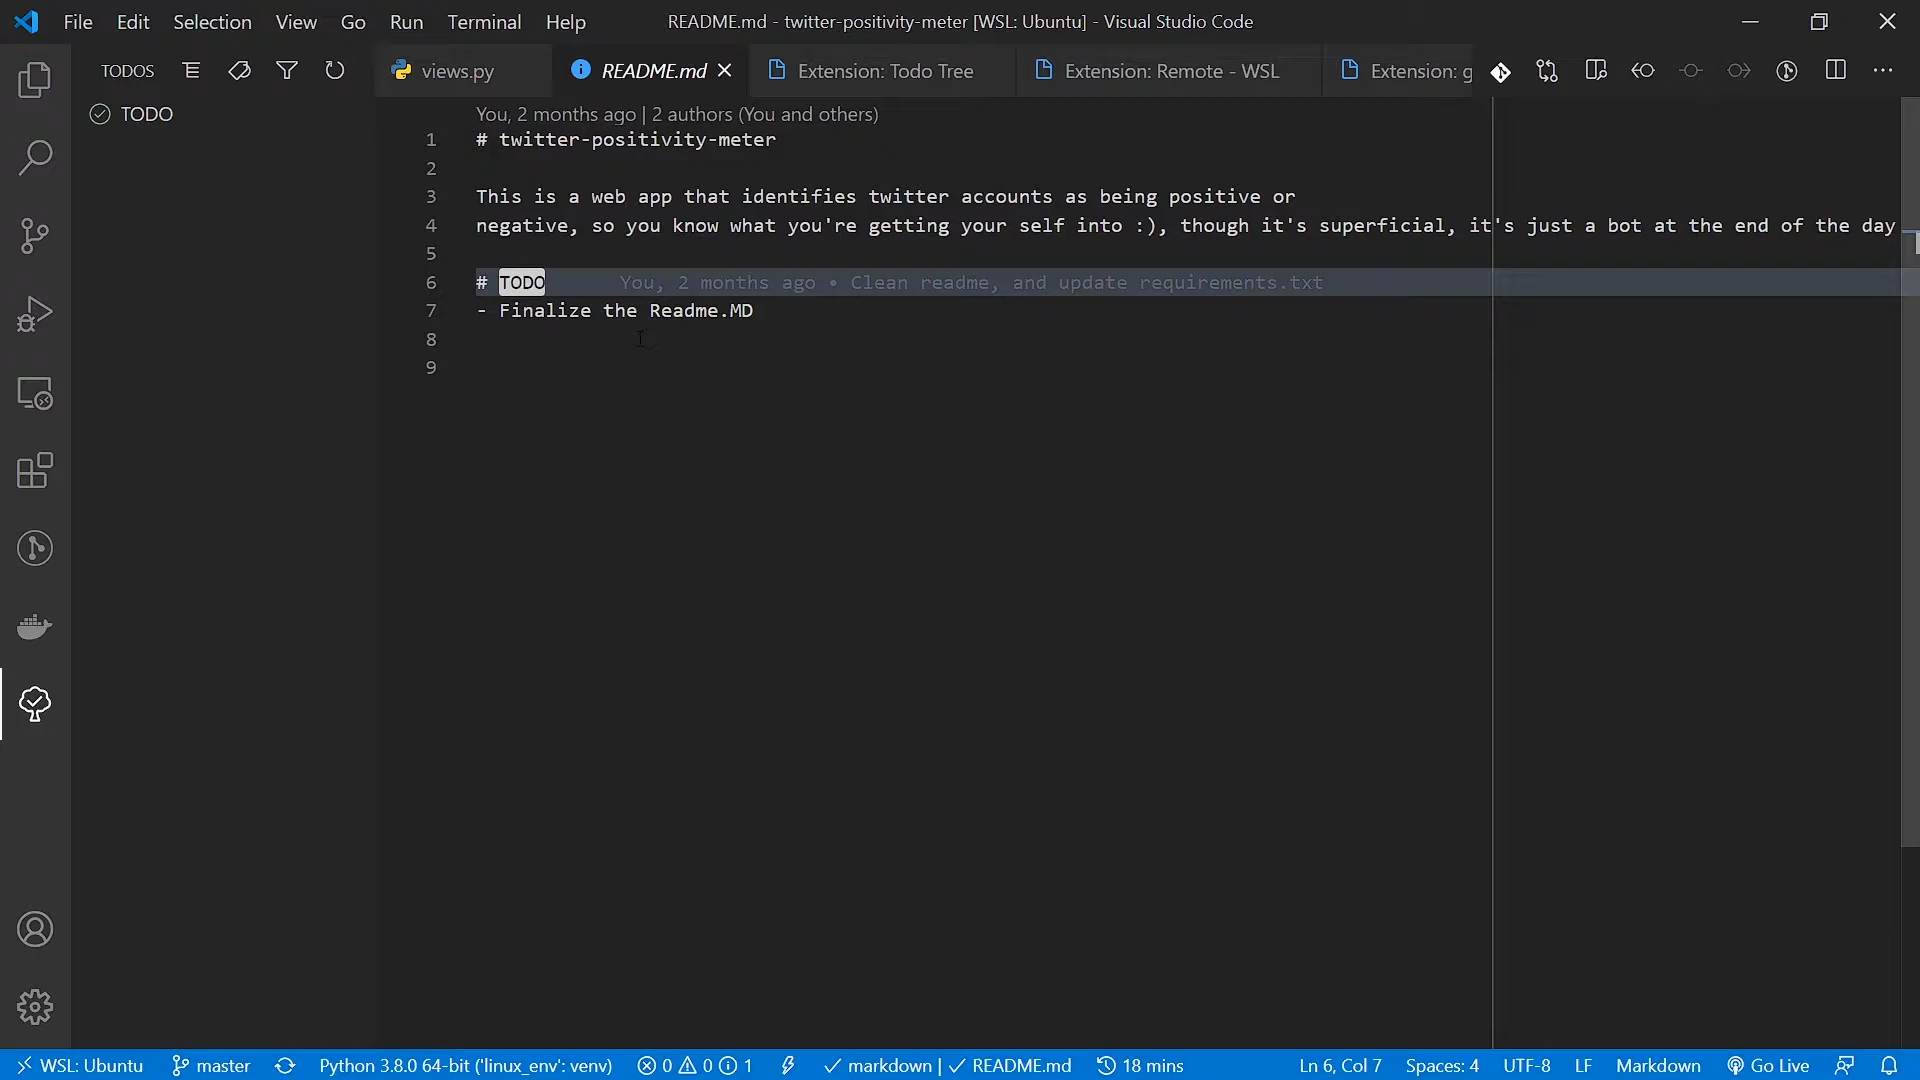 File Edit Selection View Go Run Terminal Help README.md - twitter-positivity-meter [WSL: Ubuntu] - Visual Studio Code
TODOS views.py README.md Extension: Todo Tree Extension: Remote - WSL Extension: g
TODO
You, 2 months ago | 2 authors (You and others)
1 # twitter-positivity-meter
2
3 This is a web app that identifies twitter accounts as being positive or
4 negative, so you know what you're getting your self into :), though it's superficial, it's just a bot at the end of the day
5
6 # TODO You, 2 months ago • Clean readme, and update requirements.txt
7 - Finalize the Readme.MD
8
9
WSL: Ubuntu master Python 3.8.0 64-bit ('linux_env': venv) 0 0 1 markdown | README.md 18 mins Ln 6, Col 7 Spaces: 4 UTF-8 LF Markdown Go Live